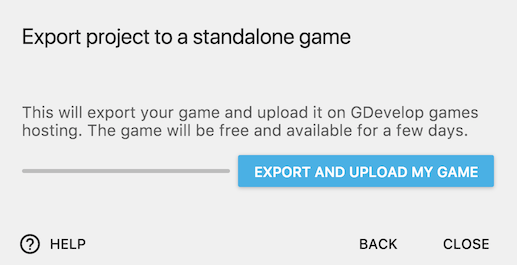 Export project to a standalone game
This will export your game and upload it on GDevelop games
hosting. The game will be free and available for a few days.
EXPORT AND UPLOAD MY GAME
? HELP
BACK
CLOSE